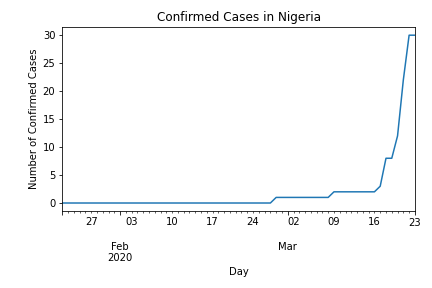 Confirmed Cases in Nigeria
30
25
20
15
10
5
0
Number of Confirmed Cases
27 03 10 17 24 02 09 16 23
Feb Mar
2020
Day